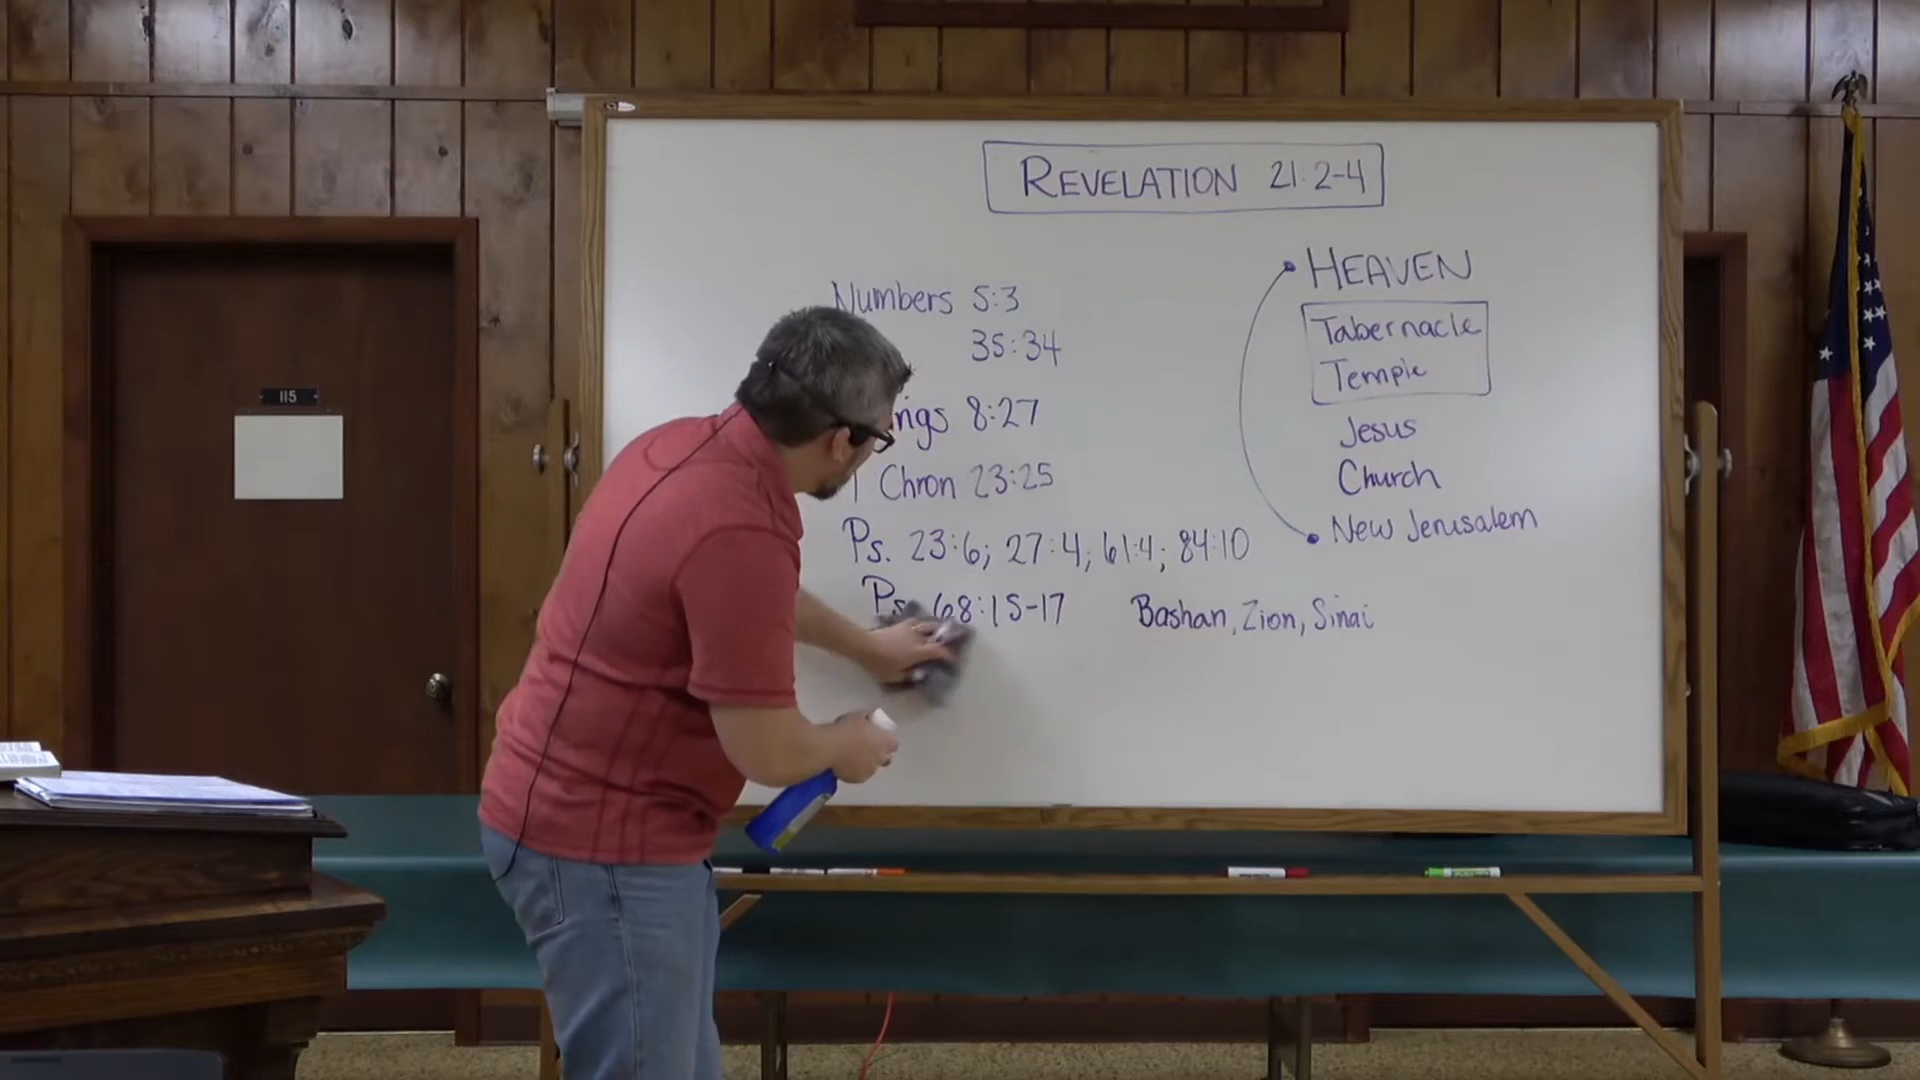 REVELATION 21:2-4
Numbers 5:3
35:34
ngs 8:27
1 Chron 23:25
Ps. 23:6; 27:4; 61:4; 84:10
Ps. 68:15-17 Bashan, Zion, Sinai
• HEAVEN
Tabernacle
Temple
Jesus
Church
• New Jerusalem
115